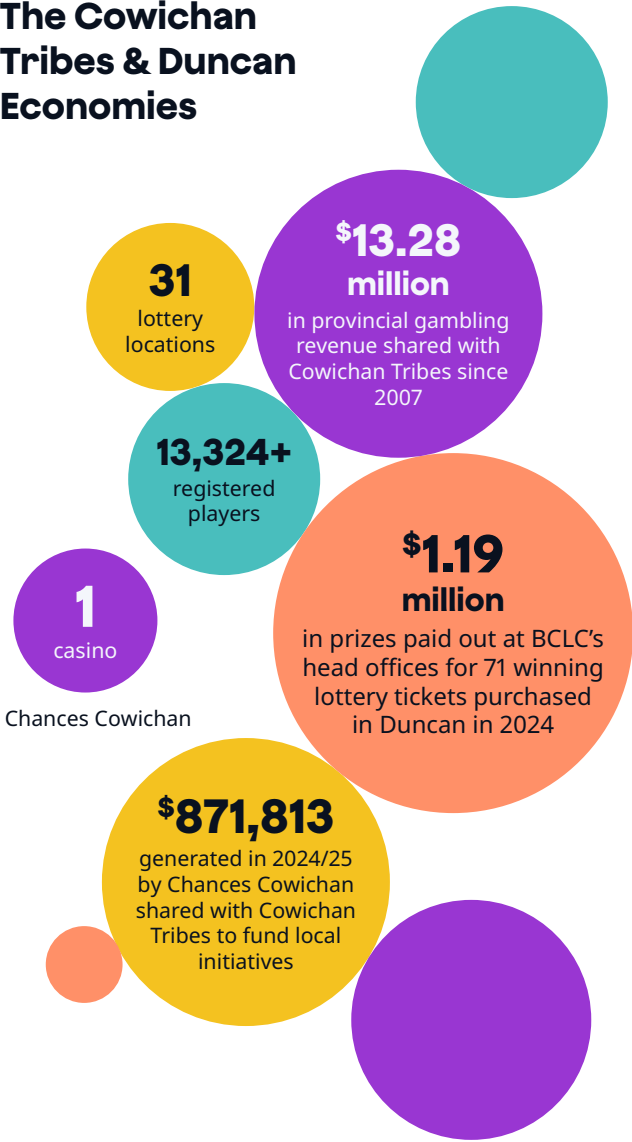 The Cowichan
Tribes & Duncan
Economies
$13.28
million
in provincial gambling
revenue shared with
Cowichan Tribes since
2007
31
lottery
locations
13,324+
registered
players
$1.19
million
in prizes paid out at BCLC’s
head offices for 71 winning
lottery tickets purchased
in Duncan in 2024
1
casino
Chances Cowichan
$871,813
generated in 2024/25
by Chances Cowichan
shared with Cowichan
Tribes to fund local
initiatives